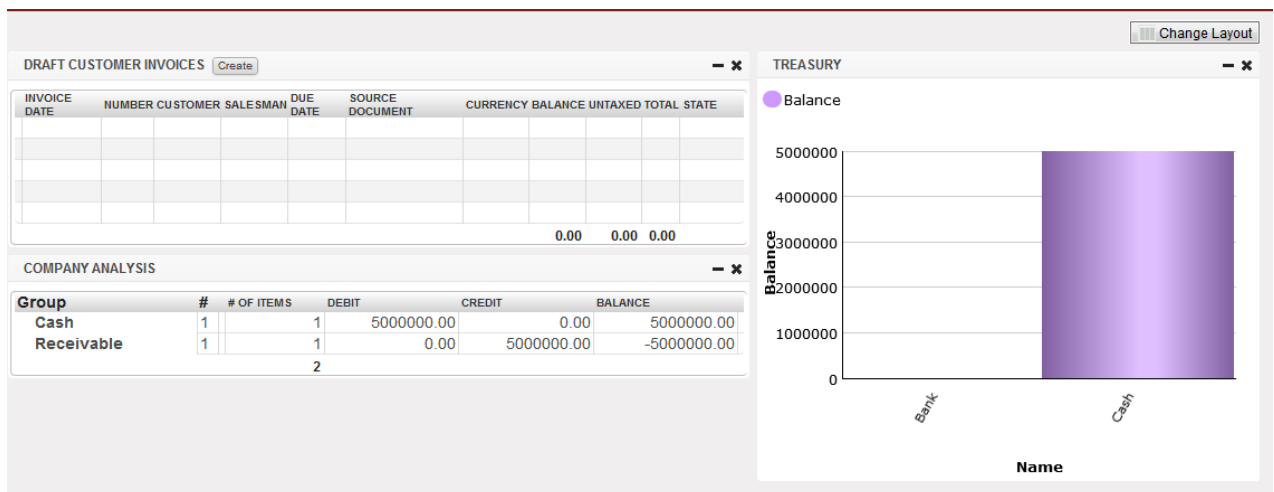 Change Layout
DRAFT CUSTOMER INVOICES Create
INVOICE DATE NUMBER CUSTOMER SALESMAN DUE DATE SOURCE DOCUMENT CURRENCY BALANCE UNTAXED TOTAL STATE
0.00 0.00 0.00
COMPANY ANALYSIS
Group # # OF ITEMS DEBIT CREDIT BALANCE
Cash 1 1 5000000.00 0.00 5000000.00
Receivable 1 1 0.00 5000000.00 -5000000.00
2
TREASURY
Balance
5000000
4000000
3000000
2000000
1000000
0
Balance
Bank
Cash
Name